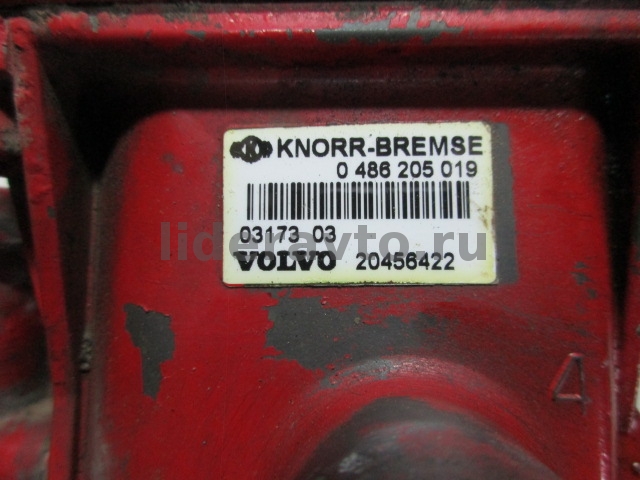 KNORR-BREMSE
0 486 205 019
03173 03
lideravto.ru
VOLVO 20456422
4